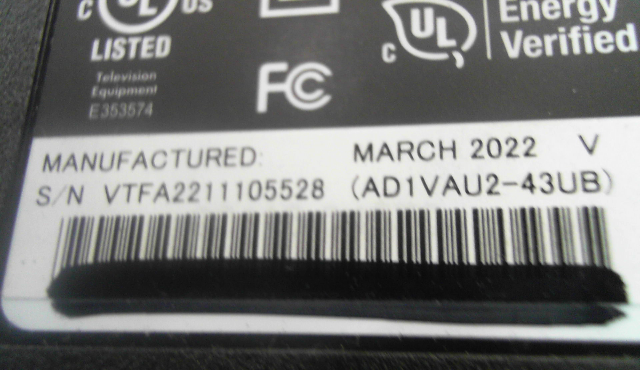 C UL US
LISTED
Television
Equipment
E353574
FC
C UL
Energy
Verified
MANUFACTURED: MARCH 2022 V
S/N VTFA2211105528 (AD1VAU2-43UB)